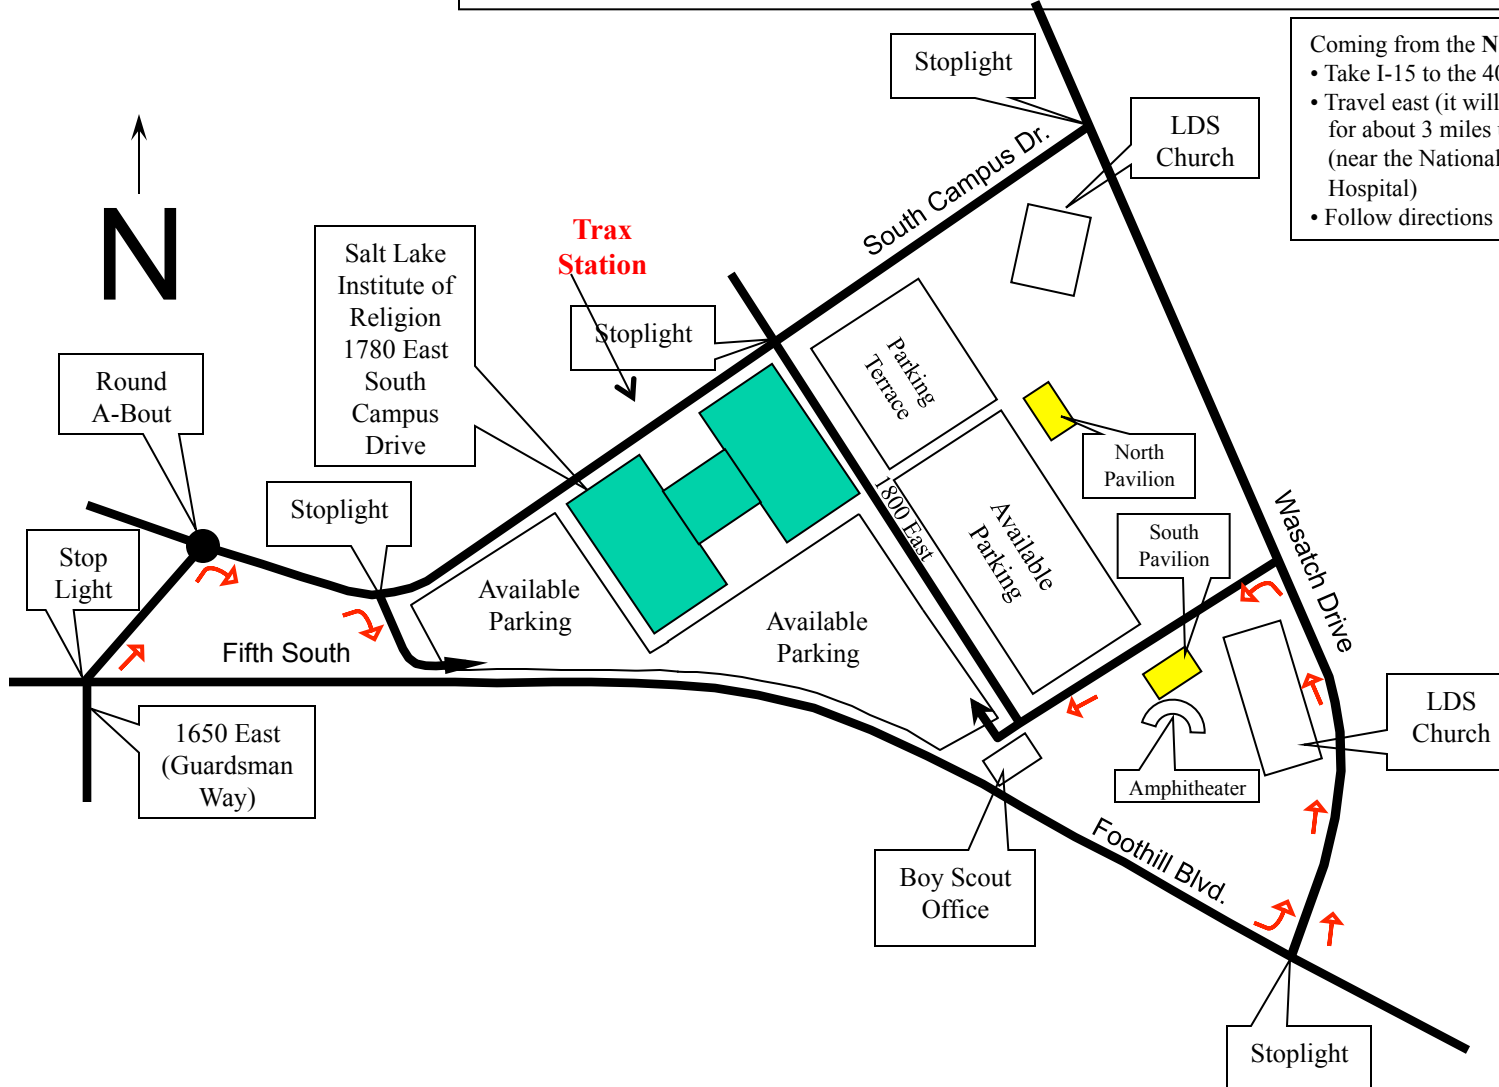 Stoplight
Coming from the N
• Take I-15 to the 40
• Travel east (it will
for about 3 miles
(near the National
Hospital)
• Follow directions
LDS
Church
South Campus Dr.
N
Trax
Station
Salt Lake
Institute of
Religion
1780 East
South
Campus
Drive
Stoplight
Parking
Terrace
Round
A-Bout
North
Pavilion
Stoplight
1800 East
Available
Parking
Wasatch Drive
Stop
Light
South
Pavilion
Available
Parking
Available
Parking
Fifth South
LDS
Church
1650 East
(Guardsman
Way)
Amphitheater
Foothill Blvd.
Boy Scout
Office
Stoplight